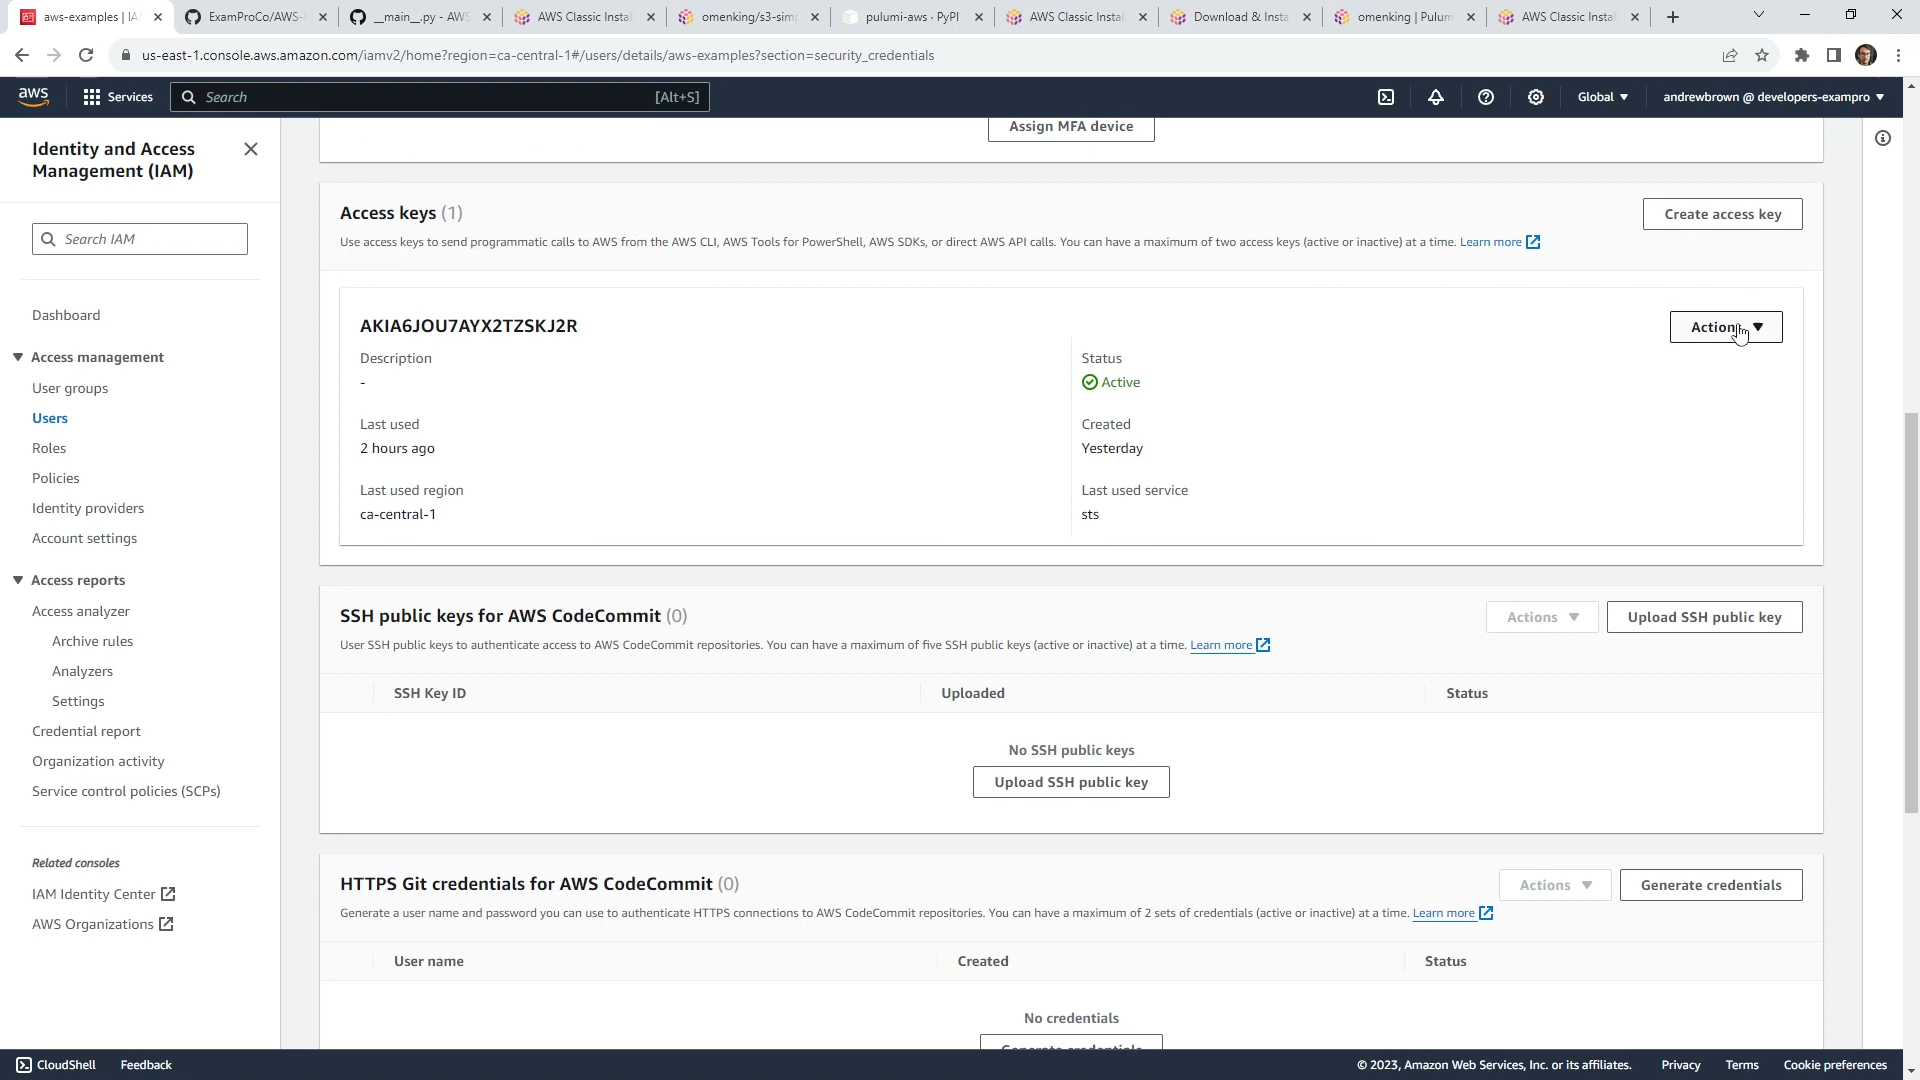 aws-examples | IA
ExamProCo/AWS-
__main__.py - AWS
AWS Classic Instal
omenking/s3-sim
pulumi-aws · PyPI
AWS Classic Instal
Download & Insta
omenking | Pulum
AWS Classic Instal
us-east-1.console.aws.amazon.com/iamv2/home?region=ca-central-1#/users/details/aws-examples?section=security_credentials
aws
Services
Search
[Alt+S]
Global
andrewbrown @ developers-exampro
Identity and Access
Management (IAM)
Search IAM
Dashboard
Access management
User groups
Users
Roles
Policies
Identity providers
Account settings
Access reports
Access analyzer
Archive rules
Analyzers
Settings
Credential report
Organization activity
Service control policies (SCPs)
Related consoles
IAM Identity Center
AWS Organizations
Assign MFA device
Access keys (1)
Create access key
Use access keys to send programmatic calls to AWS from the AWS CLI, AWS Tools for PowerShell, AWS SDKs, or direct AWS API calls. You can have a maximum of two access keys (active or inactive) at a time. Learn more
AKIA6JOU7AYX2TZSKJ2R
Actions
Description
-
Status
Active
Last used
2 hours ago
Created
Yesterday
Last used region
ca-central-1
Last used service
sts
SSH public keys for AWS CodeCommit (0)
Actions
Upload SSH public key
User SSH public keys to authenticate access to AWS CodeCommit repositories. You can have a maximum of five SSH public keys (active or inactive) at a time. Learn more
SSH Key ID
Uploaded
Status
No SSH public keys
Upload SSH public key
HTTPS Git credentials for AWS CodeCommit (0)
Actions
Generate credentials
Generate a user name and password you can use to authenticate HTTPS connections to AWS CodeCommit repositories. You can have a maximum of 2 sets of credentials (active or inactive) at a time. Learn more
User name
Created
Status
No credentials
Generate credentials
CloudShell
Feedback
© 2023, Amazon Web Services, Inc. or its affiliates.
Privacy
Terms
Cookie preferences